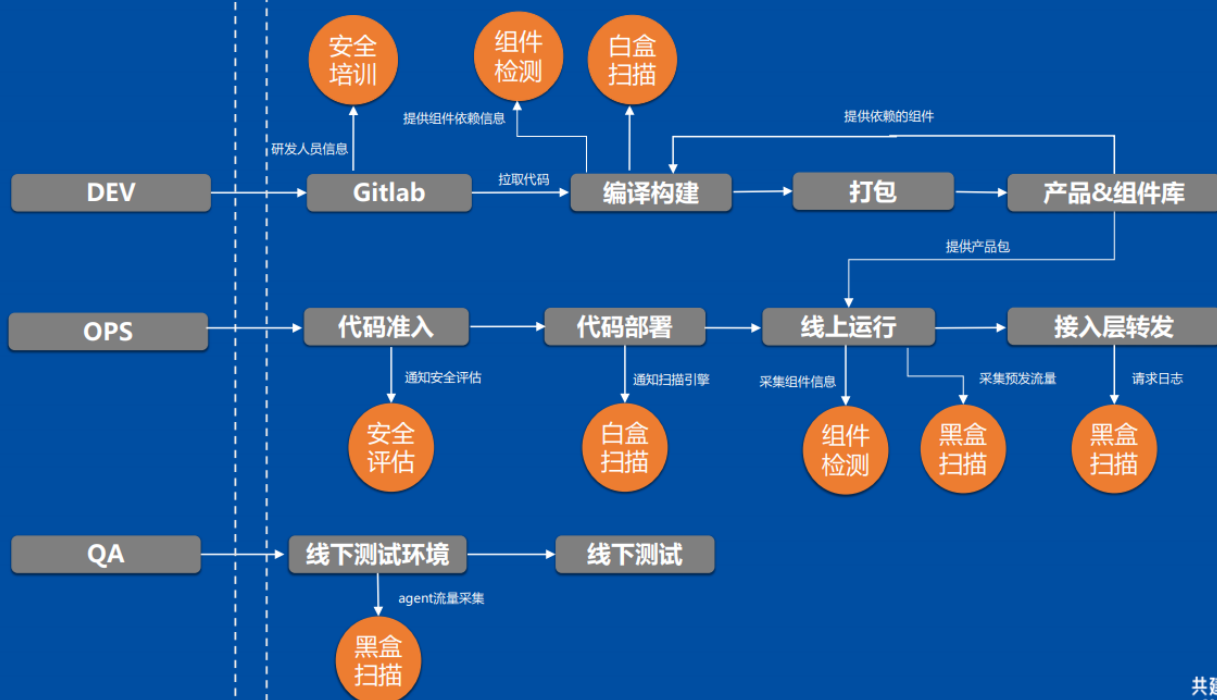 安全
培训
组件
检测
白盒
扫描
提供组件依赖信息
提供依赖的组件
研发人员信息
拉取代码
DEV
Gitlab
编译构建
打包
产品&组件库
提供产品包
OPS
代码准入
代码部署
线上运行
接入层转发
通知安全评估
通知扫描引擎
采集组件信息
采集预发流量
请求日志
安全
评估
白盒
扫描
组件
检测
黑盒
扫描
黑盒
扫描
QA
线下测试环境
线下测试
agent流量采集
黑盒
扫描
共建